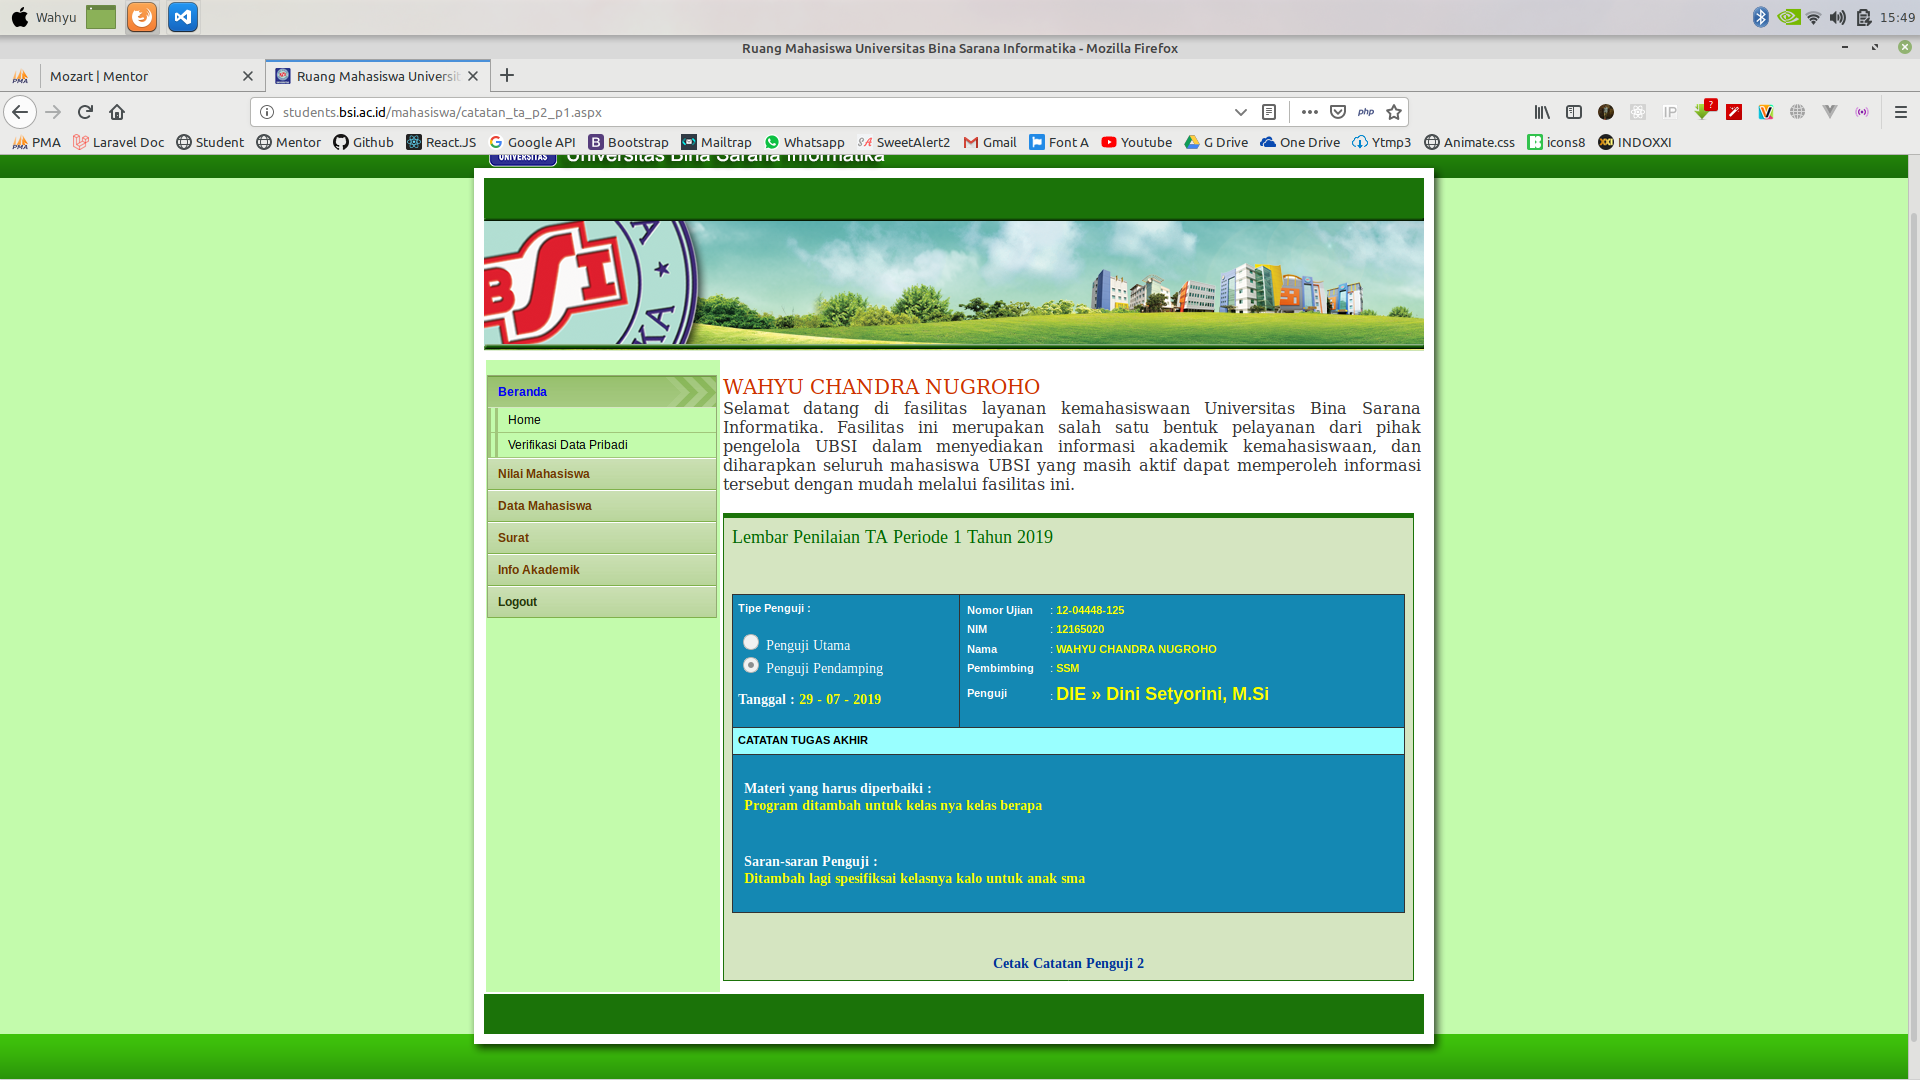 Wahyu
15:49
Ruang Mahasiswa Universitas Bina Sarana Informatika - Mozilla Firefox
PMA
Mozart | Mentor
Ruang Mahasiswa Universit
students.bsi.ac.id/mahasiswa/catatan_ta_p2_p1.aspx
php
IP
?
PMA Laravel Doc Student Mentor Github React.JS Google API Bootstrap Mailtrap Whatsapp SweetAlert2 Gmail Font A Youtube G Drive One Drive Ytmp3 Animate.css icons8 INDOXXI
UNIVERSITAS
Universitas Bina Sarana Informatika
BSI
KA
Beranda
Home
Verifikasi Data Pribadi
Nilai Mahasiswa
Data Mahasiswa
Surat
Info Akademik
Logout
WAHYU CHANDRA NUGROHO
Selamat datang di fasilitas layanan kemahasiswaan Universitas Bina Sarana
Informatika. Fasilitas ini merupakan salah satu bentuk pelayanan dari pihak
pengelola UBSI dalam menyediakan informasi akademik kemahasiswaan, dan
diharapkan seluruh mahasiswa UBSI yang masih aktif dapat memperoleh informasi
tersebut dengan mudah melalui fasilitas ini.
Lembar Penilaian TA Periode 1 Tahun 2019
Tipe Penguji :
Penguji Utama
Penguji Pendamping
Tanggal : 29 - 07 - 2019
Nomor Ujian : 12-04448-125
NIM : 12165020
Nama : WAHYU CHANDRA NUGROHO
Pembimbing : SSM
Penguji : DIE » Dini Setyorini, M.Si
CATATAN TUGAS AKHIR
Materi yang harus diperbaiki :
Program ditambah untuk kelas nya kelas berapa
Saran-saran Penguji :
Ditambah lagi spesifiksai kelasnya kalo untuk anak sma
Cetak Catatan Penguji 2